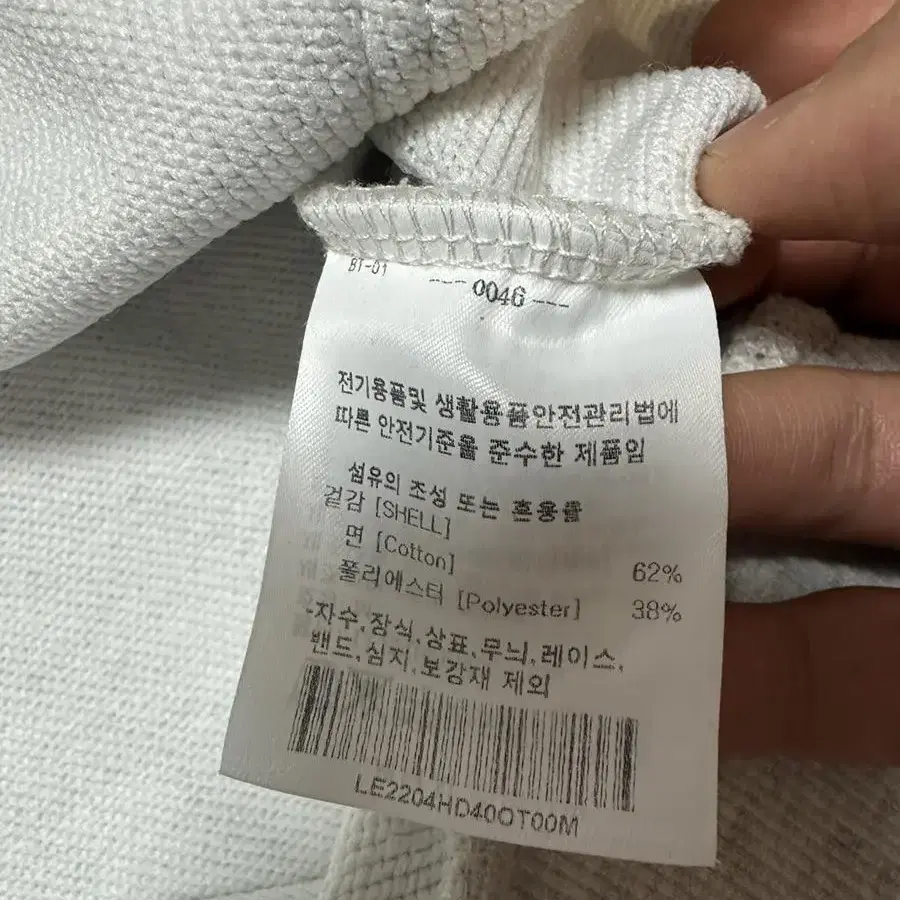 BT-01
--- 0046 ---
전기용품및 생활용품안전관리법에
따른 안전기준을 준수한 제품임
섬유의 조성 또는 혼용률
겉감 [SHELL]
면 [Cotton] 62%
폴리에스터 [Polyester] 38%
-자수,장식,상표,무늬,레이스,
밴드,심지,보강재 제외
LE2204HD40OT00M